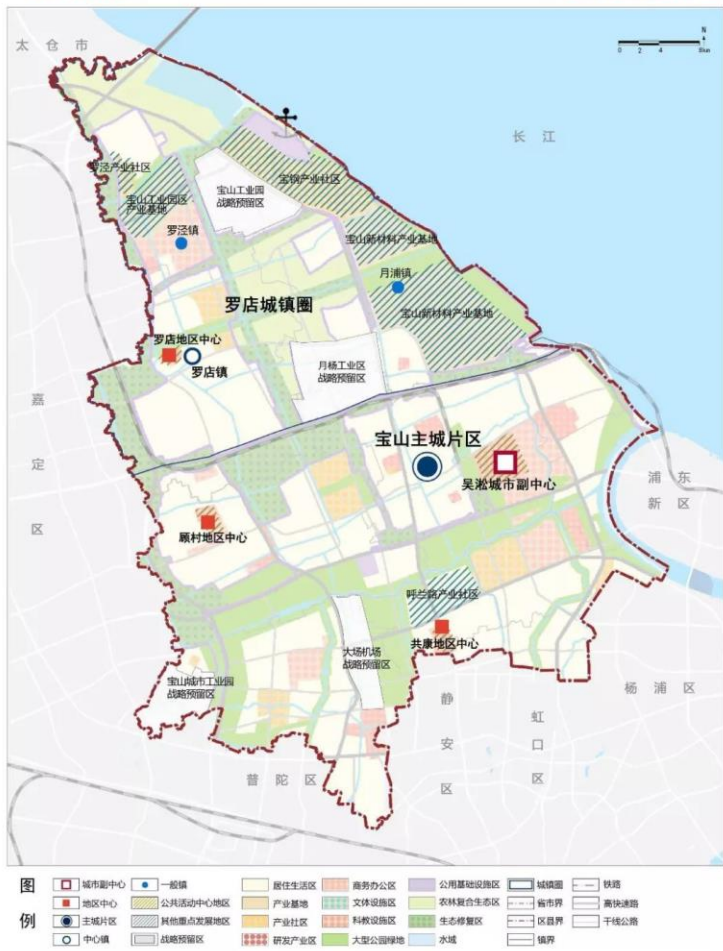 太仓市
N
0 2 4 8km
长江
罗泾产业社区
宝钢产业社区
宝山工业园区
产业基地
宝山工业园
战略预留区
罗泾镇
宝山新材料产业基地
月浦镇
罗店城镇圈
宝山新材料产业基地
罗店地区中心
罗店镇
月杨工业区
战略预留区
嘉定区
宝山主城片区
吴淞城市副中心
浦东
新区
顾村地区中心
呼兰路产业社区
共康地区中心
大场机场
战略预留区
宝山城市工业园
战略预留区
杨浦区
静安区
虹口区
普陀区
图例
城市副中心 一般镇 居住生活区 商务办公区 公用基础设施区 城镇圈 铁路
地区中心 公共活动中心地区 产业基地 文体设施区 农林复合生态区 省市界 高快速路
主城片区 其他重点发展地区 产业社区 科教设施区 生态修复区 区县界 干线公路
中心镇 战略预留区 研发产业区 大型公园绿地 水域 镇界